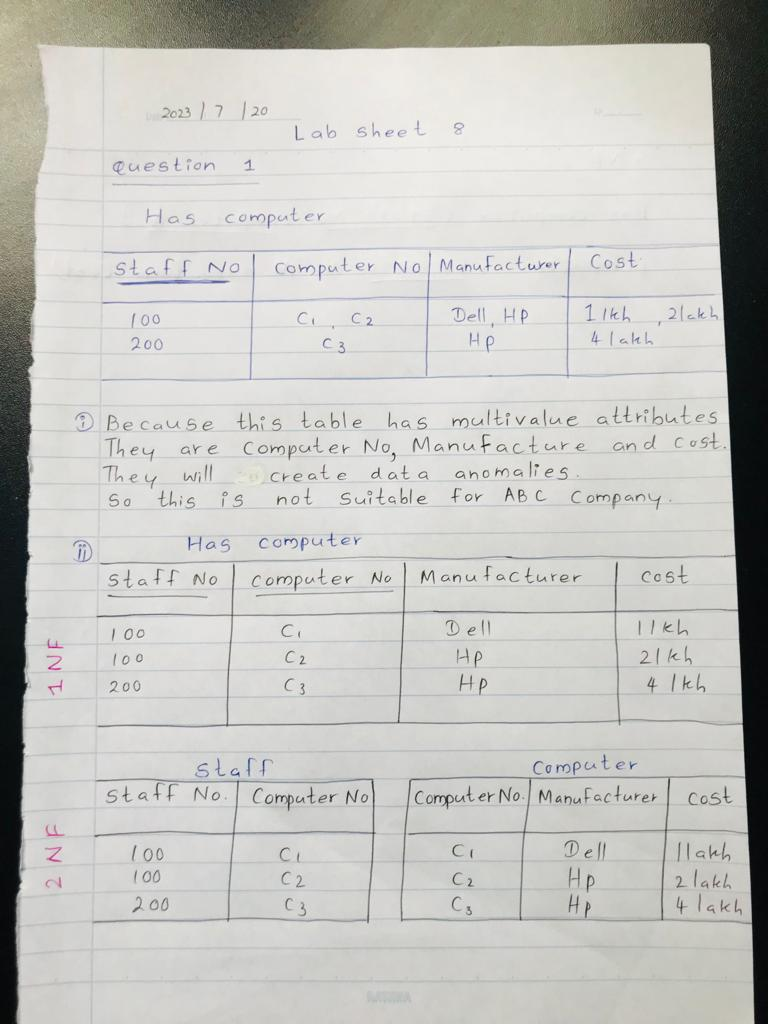 2023 / 7 / 20
Lab sheet 8
Question 1
Has computer
Staff No Computer No Manufacturer Cost
100 C1, C2 Dell, Hp 1 lkh , 2lakh
200 C3 Hp 4 lakh
i Because this table has multivalue attributes
They are Computer No, Manufacture and cost.
They will create data anomalies.
So this is not suitable for ABC Company.
ii Has computer
Staff No Computer No Manufacturer Cost
1 NF
100 C1 Dell 1 lkh
100 C2 Hp 2 lkh
200 C3 Hp 4 lkh
Staff Computer
Staff No. Computer No Computer No. Manufacturer Cost
2 NF
100 C1 C1 Dell 1 lakh
100 C2 C2 Hp 2 lakh
200 C3 C3 Hp 4 lakh